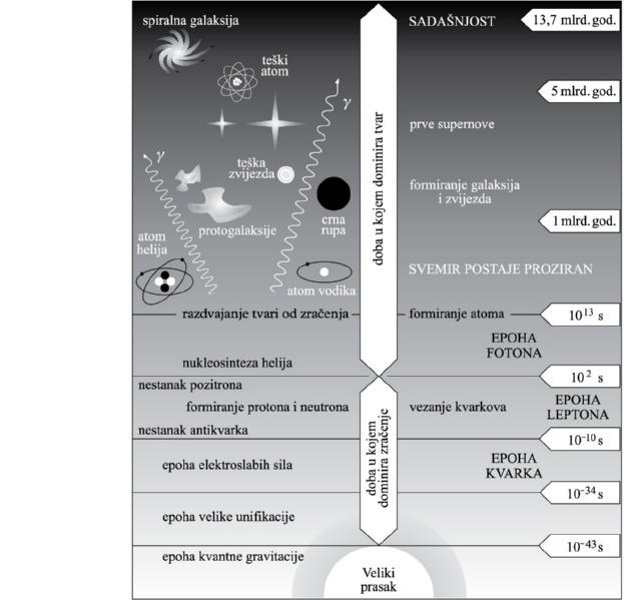 spiralna galaksija
SADAŠNJOST
13,7 mlrd. god.
teški
atom
5 mlrd. god.
γ
prve supernove
doba u kojem dominira tvar
γ
teška
zvijezda
formiranje galaksija
i zvijezda
protogalaksije
crna
rupa
1 mlrd. god.
atom
helija
atom vodika
SVEMIR POSTAJE PROZIRAN
razdvajanje tvari od zračenja
formiranje atoma
10¹³ s
EPOHA
FOTONA
nukleosinteza helija
10² s
nestanak pozitrona
formiranje protona i neutrona
vezanje kvarkova
EPOHA
LEPTONA
nestanak antikvarka
10⁻¹⁰ s
doba u kojem
dominira zračenje
epoha elektroslabih sila
EPOHA
KVARKA
10⁻³⁴ s
epoha velike unifikacije
10⁻⁴³ s
epoha kvantne gravitacije
Veliki
prasak